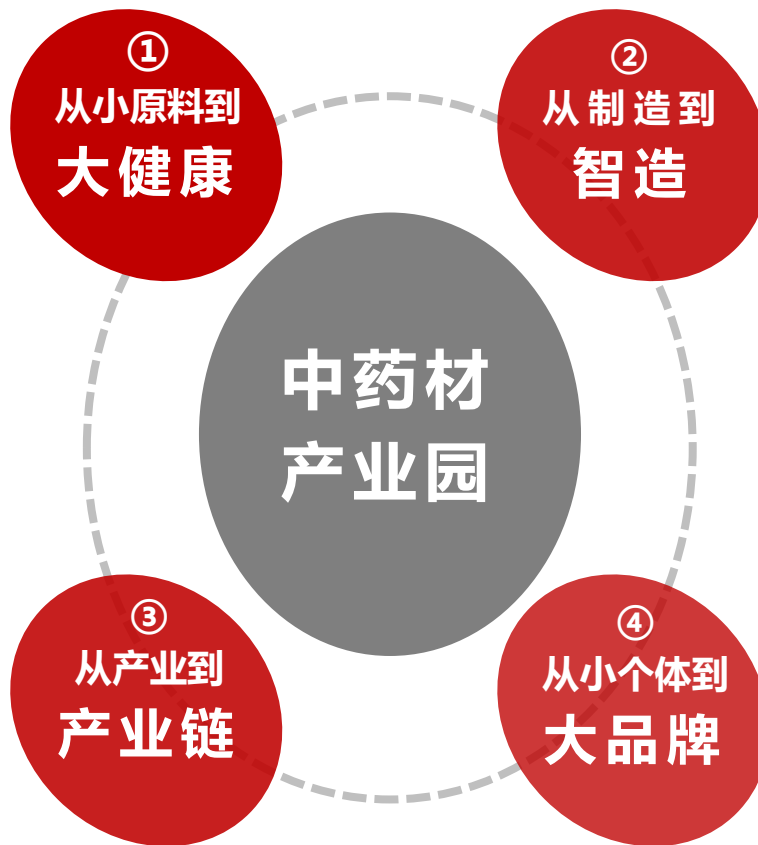 ①
从小原料到
大健康
②
从制造到
智造
中药材
产业园
③
从产业到
产业链
④
从小个体到
大品牌